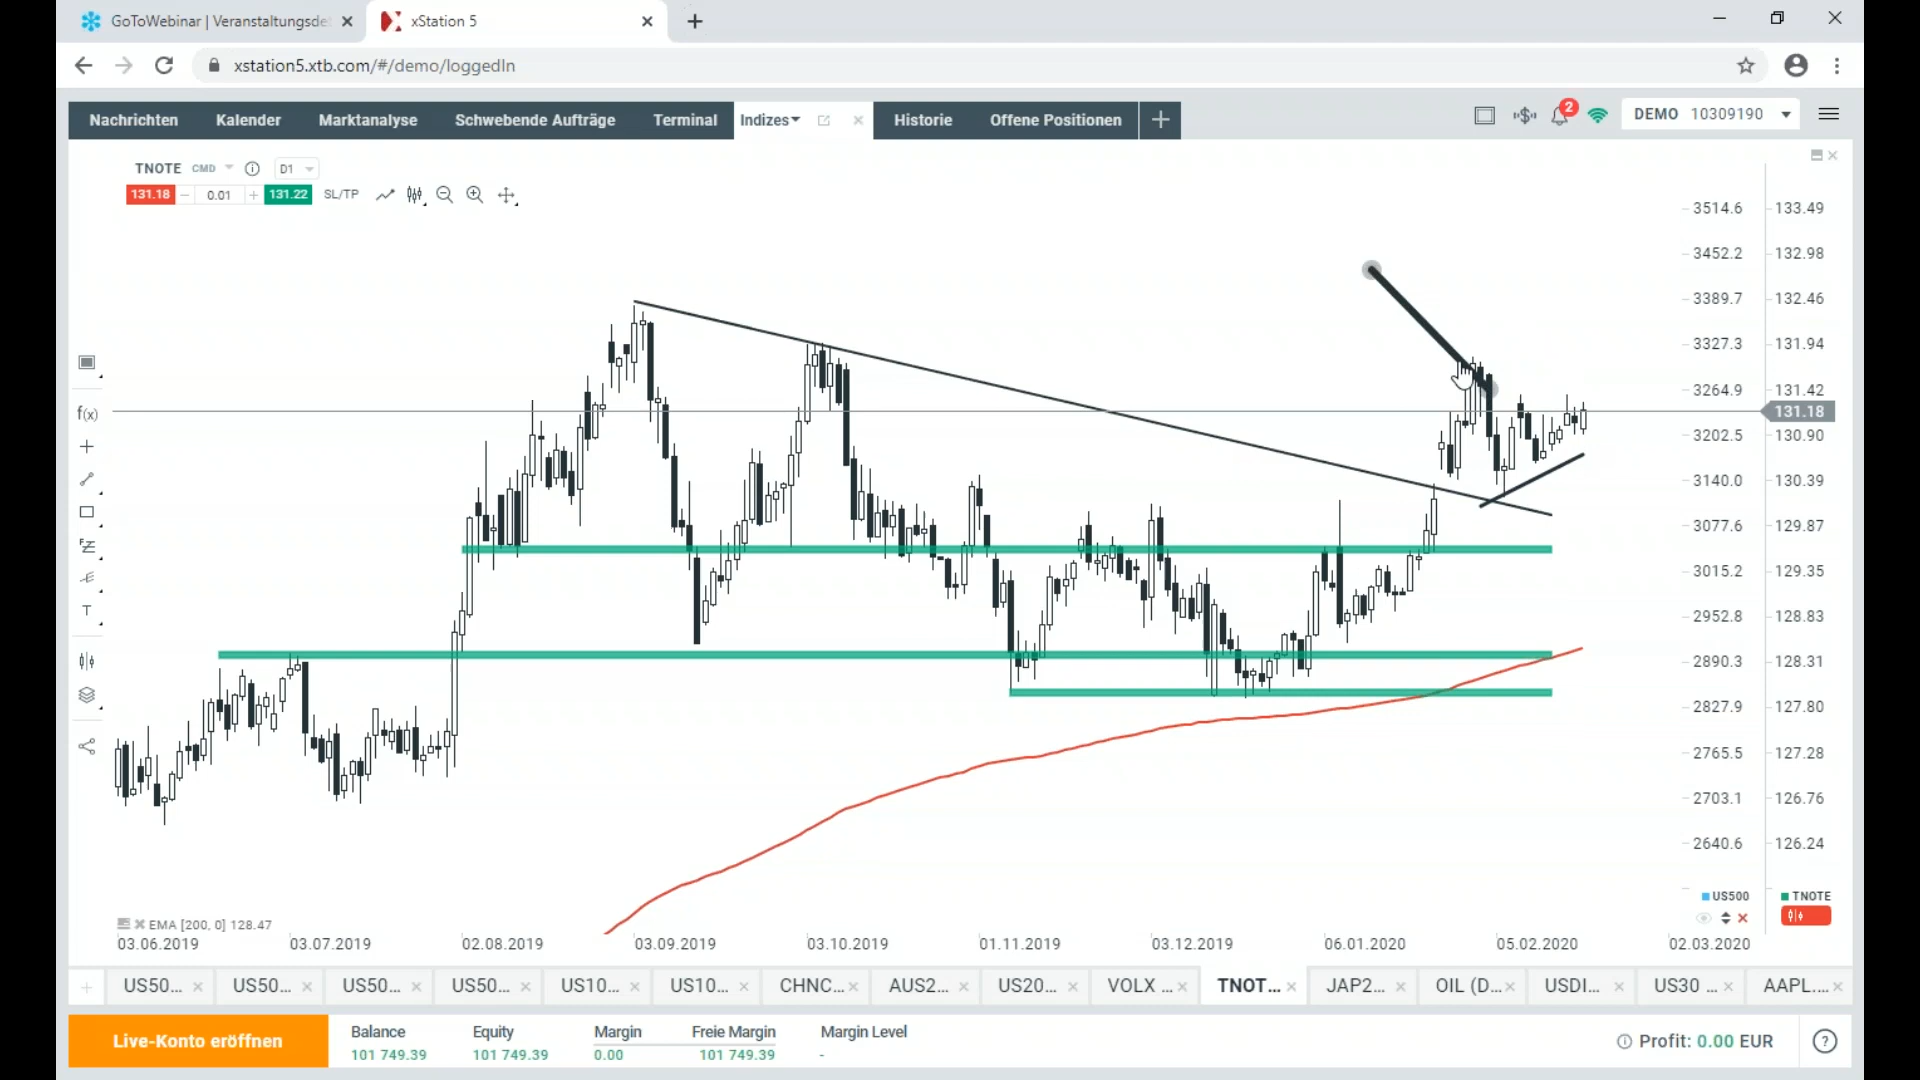 GoToWebinar | Veranstaltungsde
xStation 5
xstation5.xtb.com/#/demo/loggedIn
Nachrichten Kalender Marktanalyse Schwebende Aufträge Terminal Indizes Historie Offene Positionen
2
DEMO 10309190
TNOTE CMD D1
131.18 0.01 131.22 SL/TP
3514.6 133.49
3452.2 132.98
3389.7 132.46
3327.3 131.94
3264.9 131.42
131.18
3202.5 130.90
3140.0 130.39
3077.6 129.87
3015.2 129.35
2952.8 128.83
2890.3 128.31
2827.9 127.80
2765.5 127.28
2703.1 126.76
2640.6 126.24
f(x)
T
US500 TNOTE
EMA [200, 0] 128.47
03.06.2019 03.07.2019 02.08.2019 03.09.2019 03.10.2019 01.11.2019 03.12.2019 06.01.2020 05.02.2020 02.03.2020
US50... US50... US50... US50... US10... US10... CHNC... AUS2... US20... VOLX ... TNOT... JAP2... OIL (D... USDI... US30 ... AAPL....
Live-Konto eröffnen
Balance Equity Margin Freie Margin Margin Level
101 749.39 101 749.39 0.00 101 749.39 -
Profit: 0.00 EUR
?